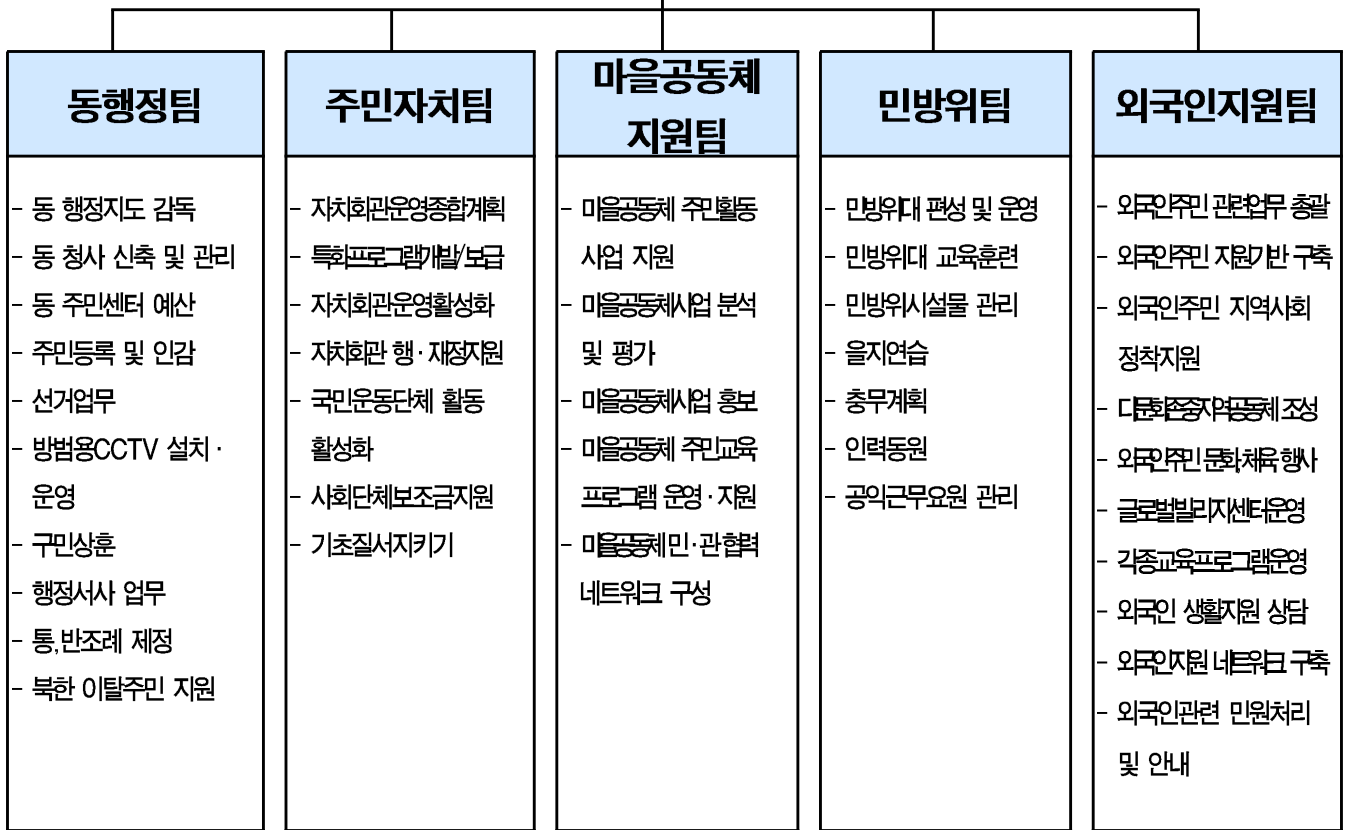 동행정팀
- 동 행정지도 감독
- 동 청사 신축 및 관리
- 동 주민센터 예산
- 주민등록 및 인감
- 선거업무
- 방범용CCTV 설치·
운영
- 구민상훈
- 행정서사 업무
- 통,반조례 제정
- 북한 이탈주민 지원
주민자치팀
- 자치회관운영종합계획
- 특화프로그램개발/보급
- 자치회관운영활성화
- 자치회관 행·재정지원
- 국민운동단체 활동
활성화
- 사회단체보조금지원
- 기초질서지키기
마을공동체
지원팀
- 마을공동체 주민활동
사업 지원
- 마을공동체사업 분석
및 평가
- 마을공동체사업 홍보
- 마을공동체 주민교육
프로그램 운영·지원
- 마을공동체 민·관 협력
네트워크 구성
민방위팀
- 민방위대 편성 및 운영
- 민방위대 교육훈련
- 민방위시설물 관리
- 을지연습
- 충무계획
- 인력동원
- 공익근무요원 관리
외국인지원팀
- 외국인주민 관련업무 총괄
- 외국인주민 지원기반 구축
- 외국인주민 지역사회
정착지원
- 다문화존중지역공동체 조성
- 외국인주민 문화,체육 행사
- 글로벌빌리지센터운영
- 각종교육프로그램운영
- 외국인 생활지원 상담
- 외국인지원 네트워크 구축
- 외국인관련 민원처리
및 안내